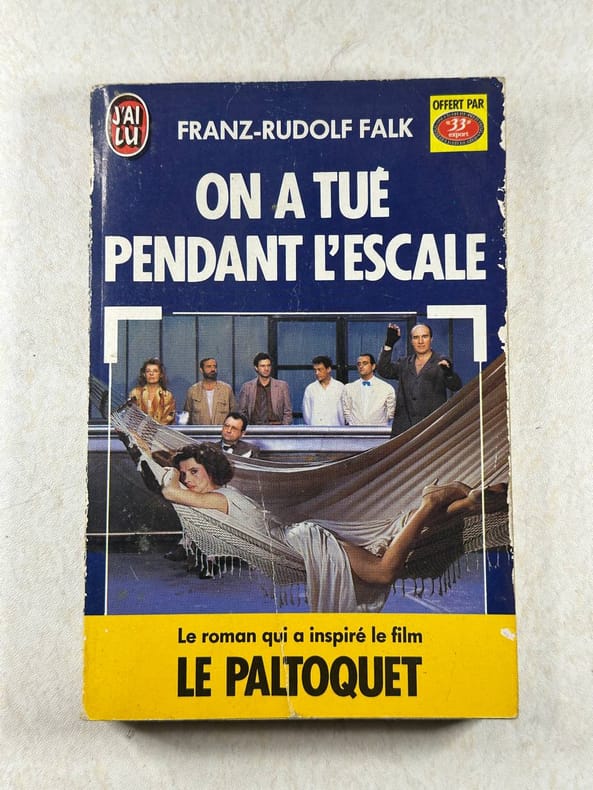 J'AI
LU
FRANZ-RUDOLF FALK
OFFERT PAR
"33"
export
ON A TUÉ
PENDANT L'ESCALE
Le roman qui a inspiré le film
LE PALTOQUET